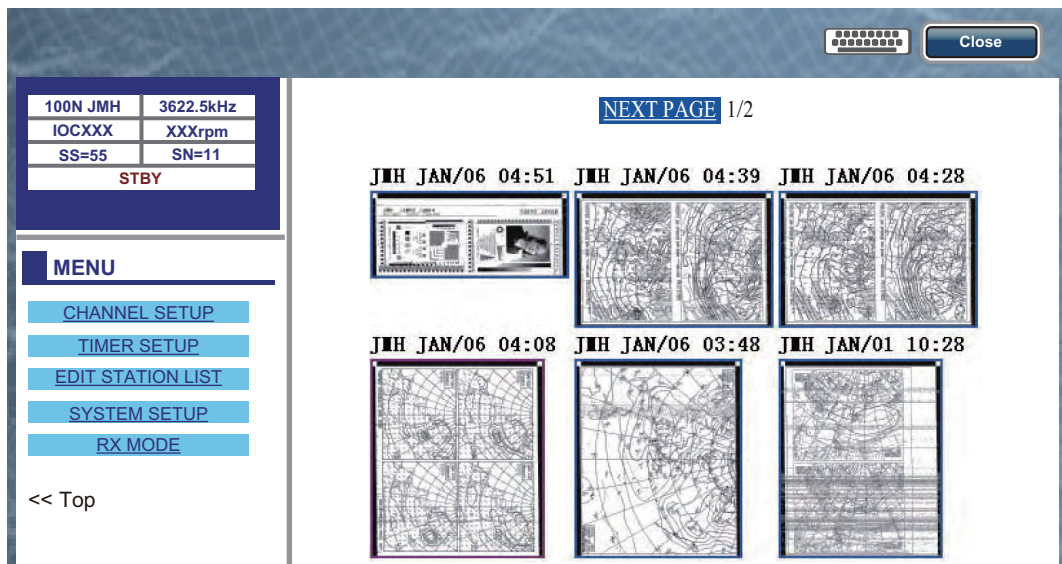 Close
100N JMH 3622.5kHz
IOCXXX XXXrpm
SS=55 SN=11
STBY
MENU
CHANNEL SETUP
TIMER SETUP
EDIT STATION LIST
SYSTEM SETUP
RX MODE
<< Top
NEXT PAGE 1/2
JMH JAN/06 04:51 JMH JAN/06 04:39 JMH JAN/06 04:28
JMH JAN/06 04:08 JMH JAN/06 03:48 JMH JAN/01 10:28